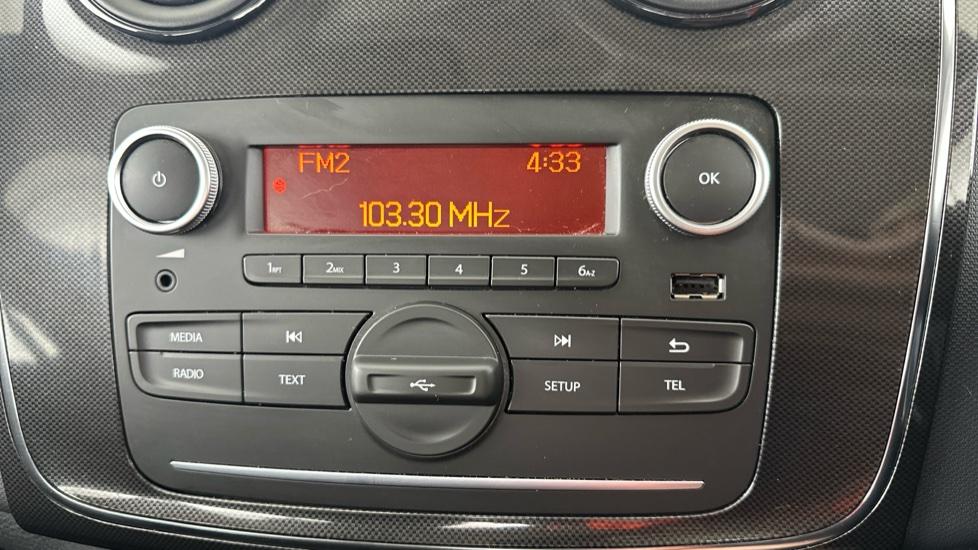 FM2 4:33
103.30 MHz
OK
1RPT 2MIX 3 4 5 6A-Z
MEDIA
RADIO TEXT SETUP TEL